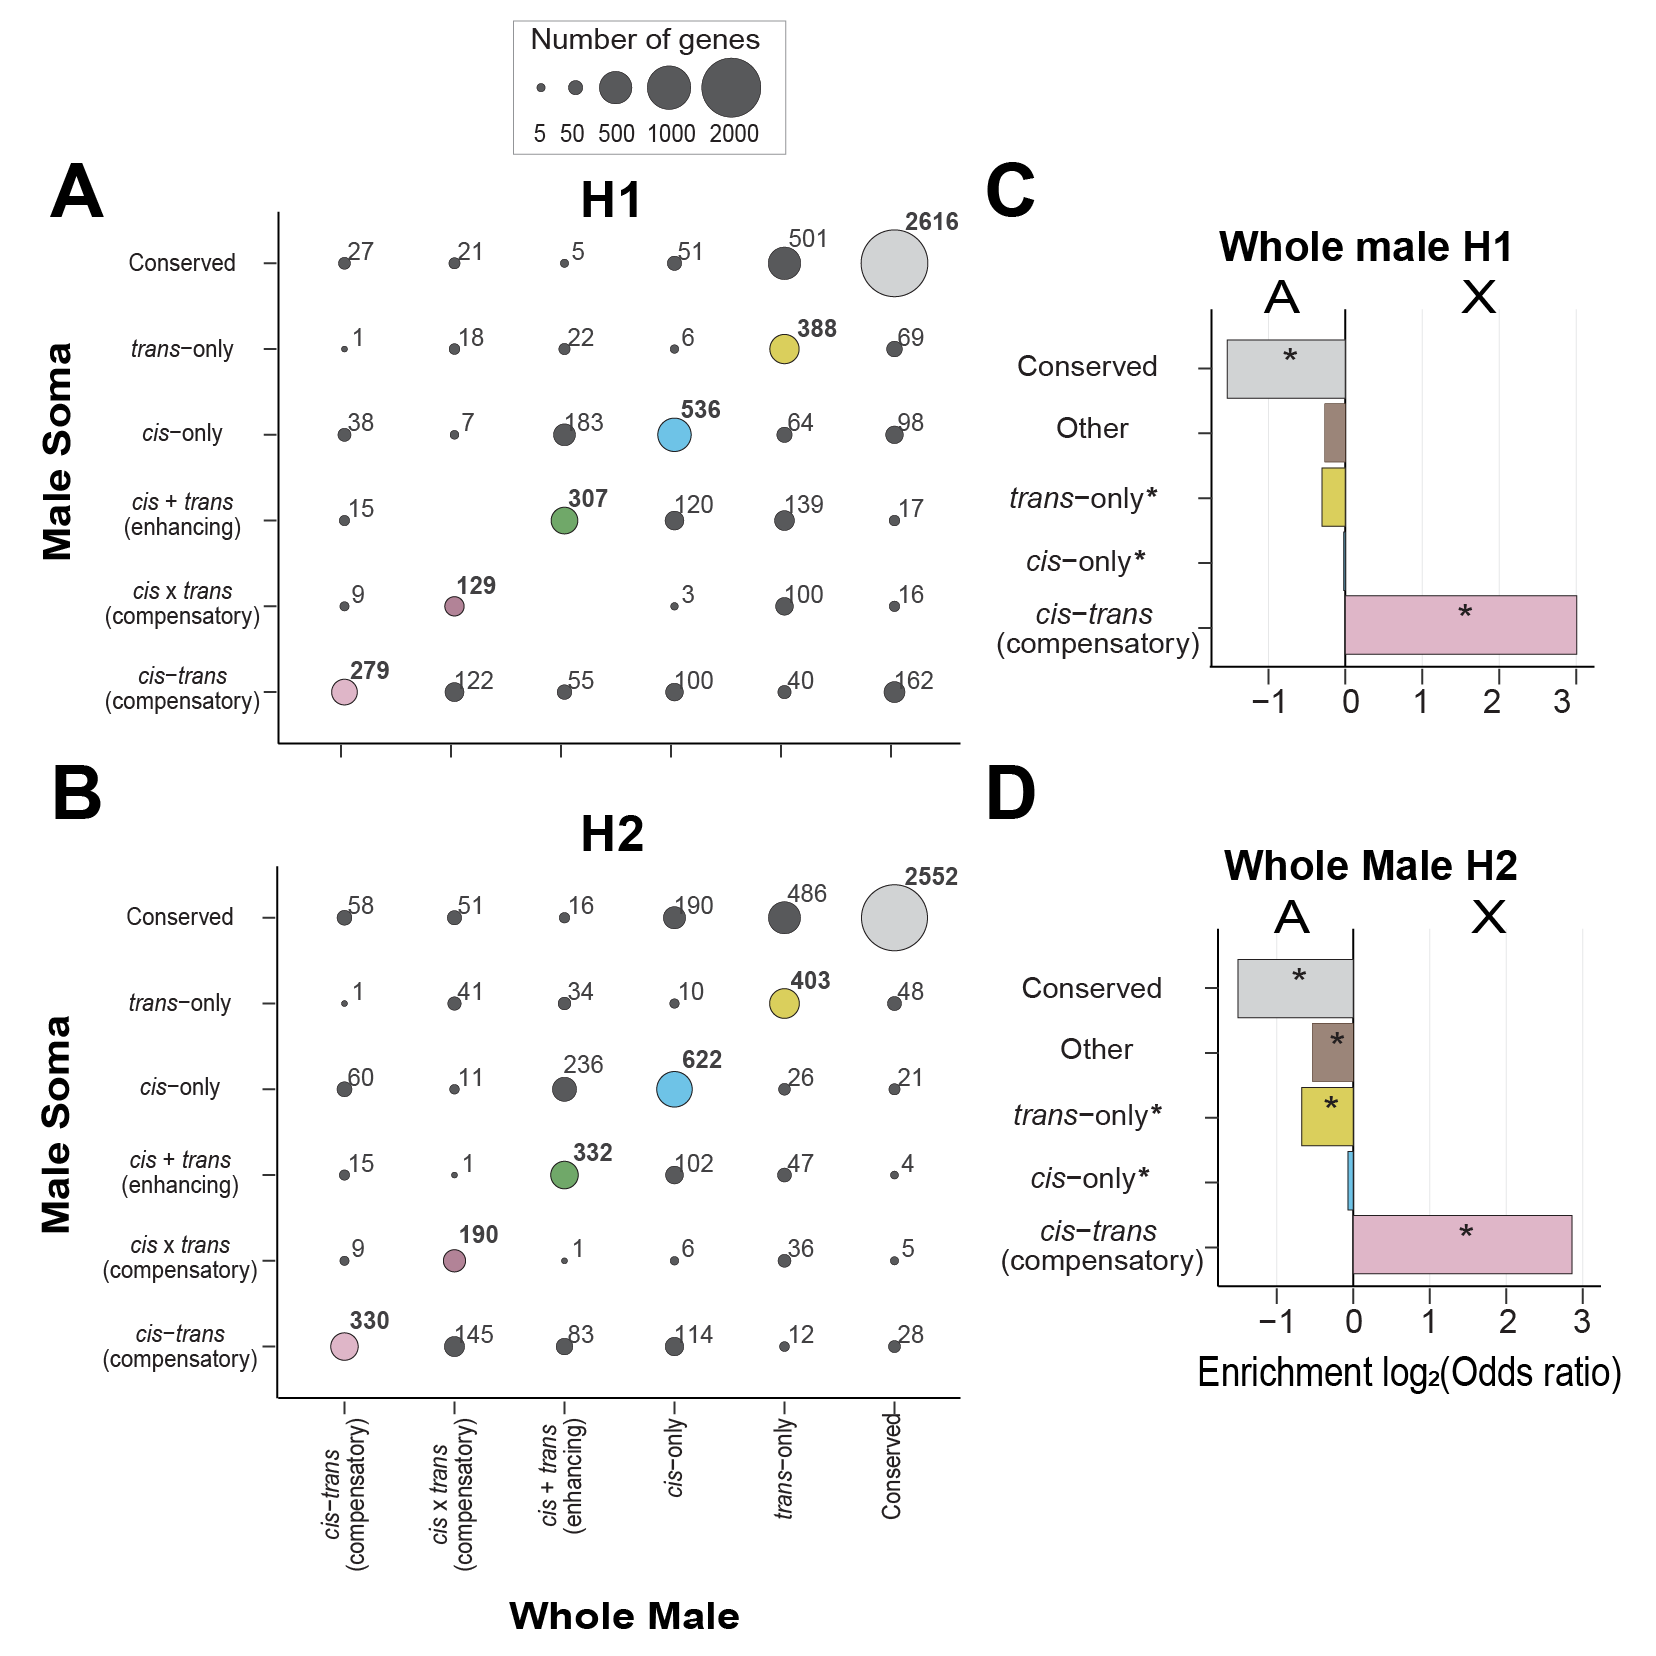 Number of genes
5 50 500 1000 2000
A
H1
Male Soma
Conserved 27 21 5 51 501 2616
trans−only 1 18 22 6 388 69
cis−only 38 7 183 536 64 98
cis + trans
(enhancing) 15 307 120 139 17
cis x trans
(compensatory) 9 129 3 100 16
cis−trans
(compensatory) 279 122 55 100 40 162
B
H2
Male Soma
Conserved 58 51 16 190 486 2552
trans−only 1 41 34 10 403 48
cis−only 60 11 236 622 26 21
cis + trans
(enhancing) 15 1 332 102 47 4
cis x trans
(compensatory) 9 190 1 6 36 5
cis−trans
(compensatory) 330 145 83 114 12 28
cis−trans
(compensatory)
cis x trans
(compensatory)
cis + trans
(enhancing)
cis−only
trans−only
Conserved
Whole Male
C
Whole male H1
A X
Conserved *
Other
trans−only*
cis−only*
cis−trans
(compensatory) *
−1 0 1 2 3
D
Whole Male H2
A X
Conserved *
Other *
trans−only* *
cis−only*
cis−trans
(compensatory) *
−1 0 1 2 3
Enrichment log₂(Odds ratio)